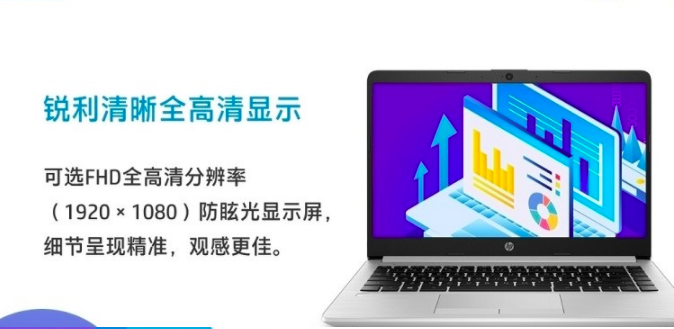 锐利清晰全高清显示
可选FHD全高清分辨率
（1920 × 1080）防眩光显示屏，
细节呈现精准，观感更佳。
hp